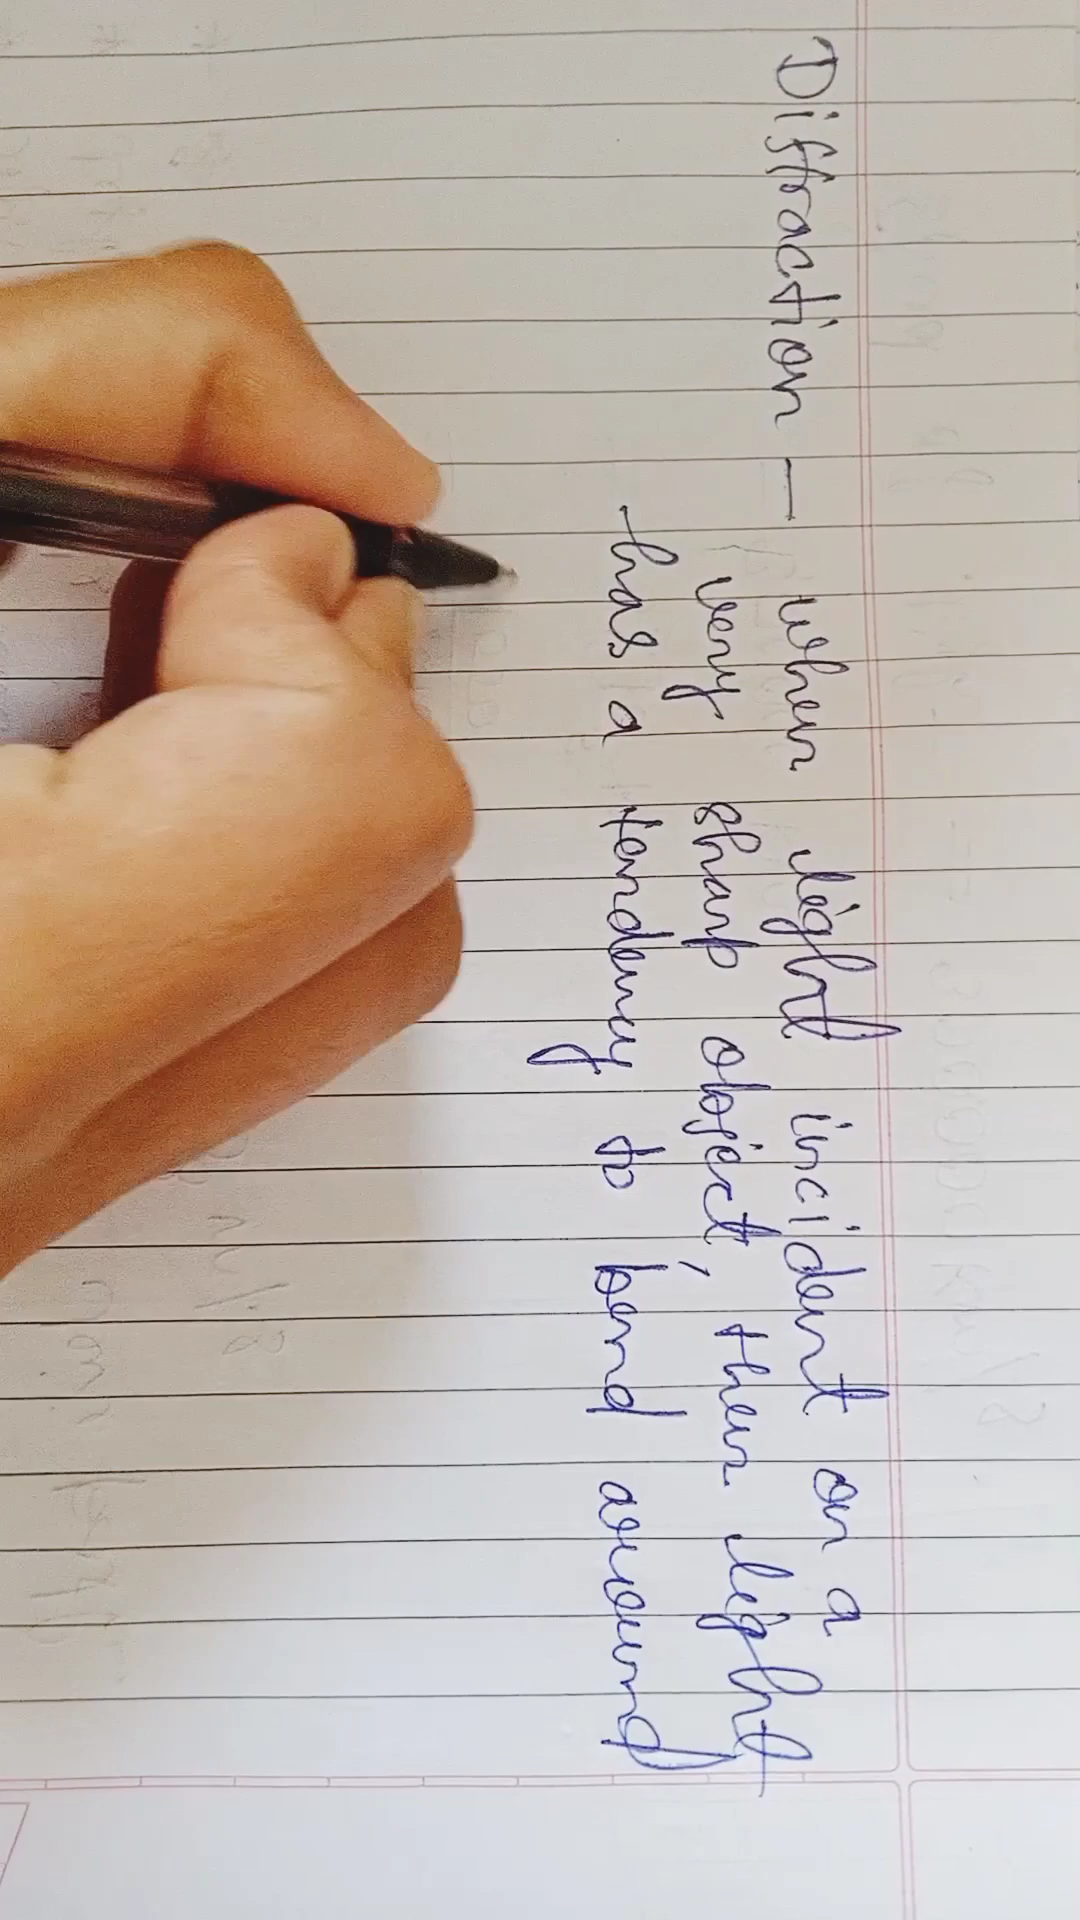 Diffraction — when light incident on a
very sharp object, then light
has a tendency to bend around